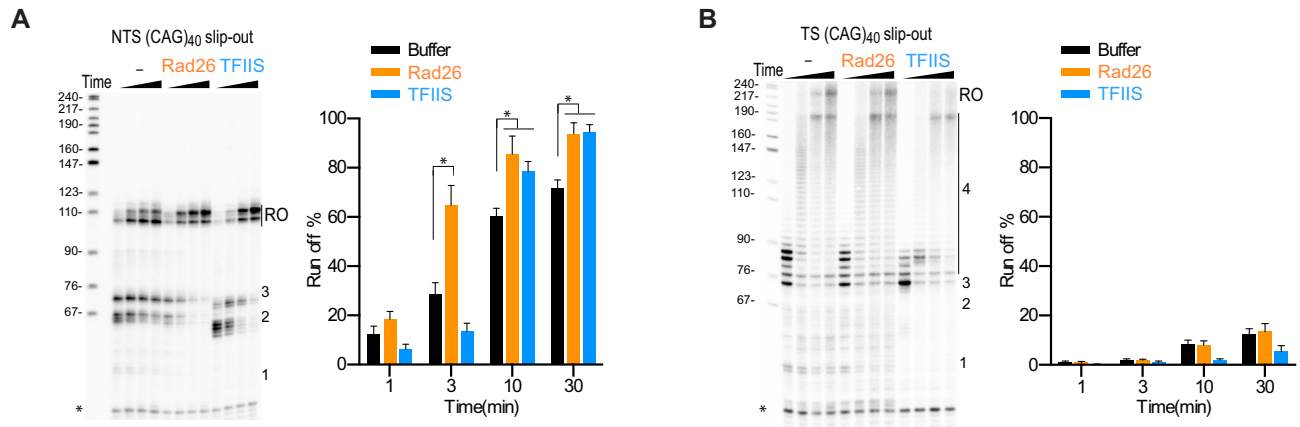 A
NTS (CAG)40 slip-out
– Rad26 TFIIS
Time
240-
217-
190-
160-
147-
123-
110-
90-
76-
67-
RO
3
2
1
*
Buffer
Rad26
TFIIS
Run off %
100
80
60
40
20
0
* * *
1 3 10 30
Time(min)
B
TS (CAG)40 slip-out
– Rad26 TFIIS
Time
240-
217-
190-
160-
147-
123-
110-
90-
76-
67-
RO
4
3
2
1
*
Buffer
Rad26
TFIIS
Run off %
100
80
60
40
20
0
1 3 10 30
Time(min)